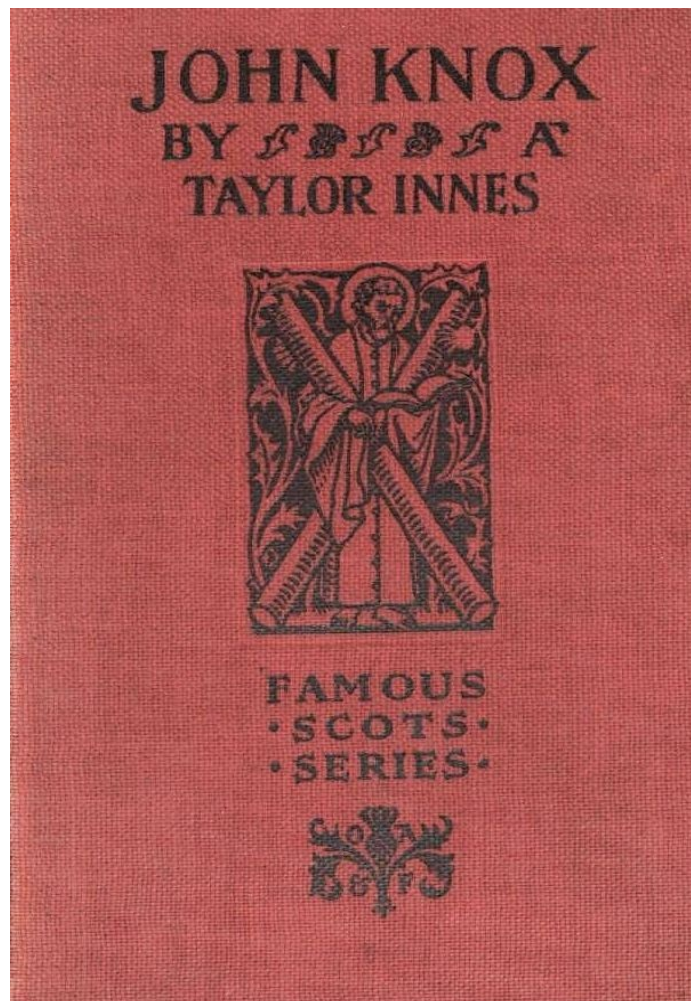 JOHN KNOX
BY A
TAYLOR INNES
FAMOUS
·SCOTS·
·SERIES·
O A
& F